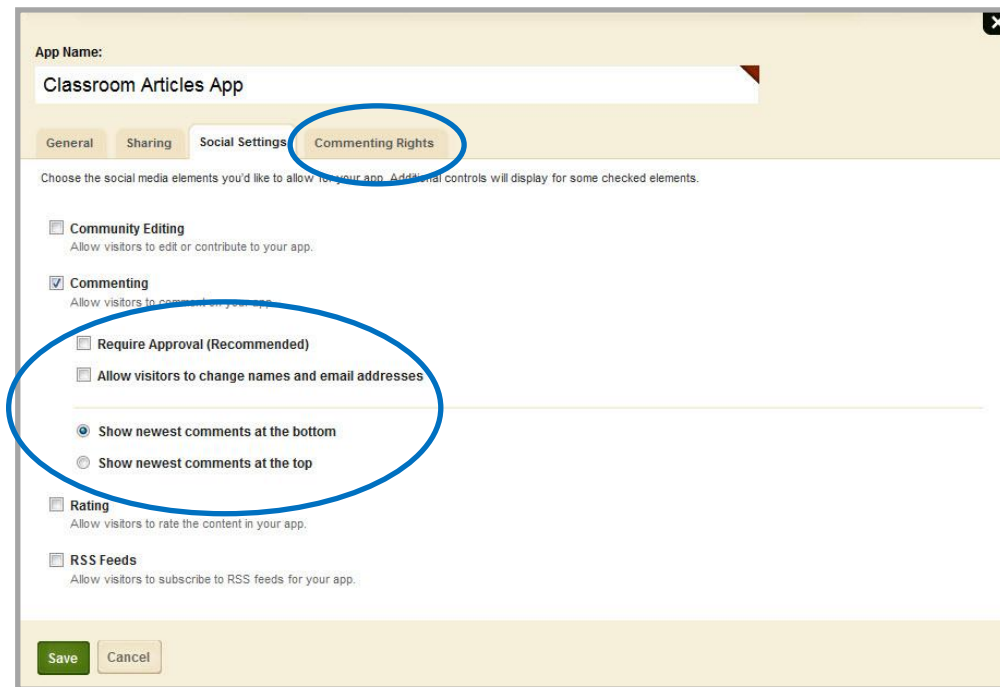 App Name:
Classroom Articles App
General Sharing Social Settings Commenting Rights
Choose the social media elements you'd like to allow for your app. Additional controls will display for some checked elements.
Community Editing
Allow visitors to edit or contribute to your app.
Commenting
Allow visitors to comment on your app.
Require Approval (Recommended)
Allow visitors to change names and email addresses
Show newest comments at the bottom
Show newest comments at the top
Rating
Allow visitors to rate the content in your app.
RSS Feeds
Allow visitors to subscribe to RSS feeds for your app.
Save Cancel